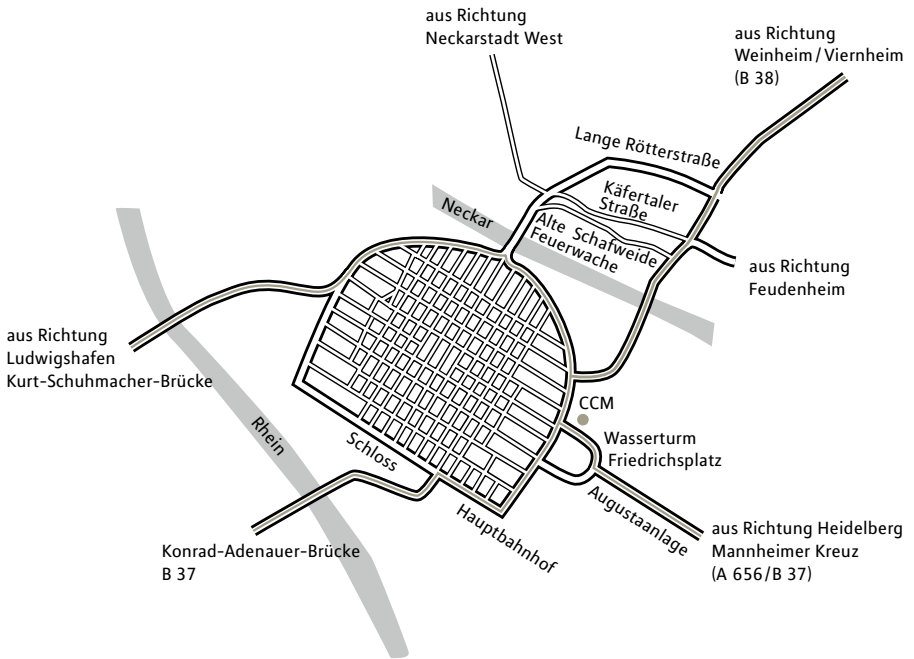 aus Richtung
Neckarstadt West
aus Richtung
Weinheim / Viernheim
(B 38)
Lange Rötterstraße
Käfertaler
Straße
Neckar
Alte Schafweide
Feuerwache
aus Richtung
Feudenheim
aus Richtung
Ludwigshafen
Kurt-Schuhmacher-Brücke
CCM
Wasserturm
Friedrichsplatz
Rhein
Schloss
Augustaanlage
Hauptbahnhof
aus Richtung Heidelberg
Mannheimer Kreuz
(A 656/B 37)
Konrad-Adenauer-Brücke
B 37